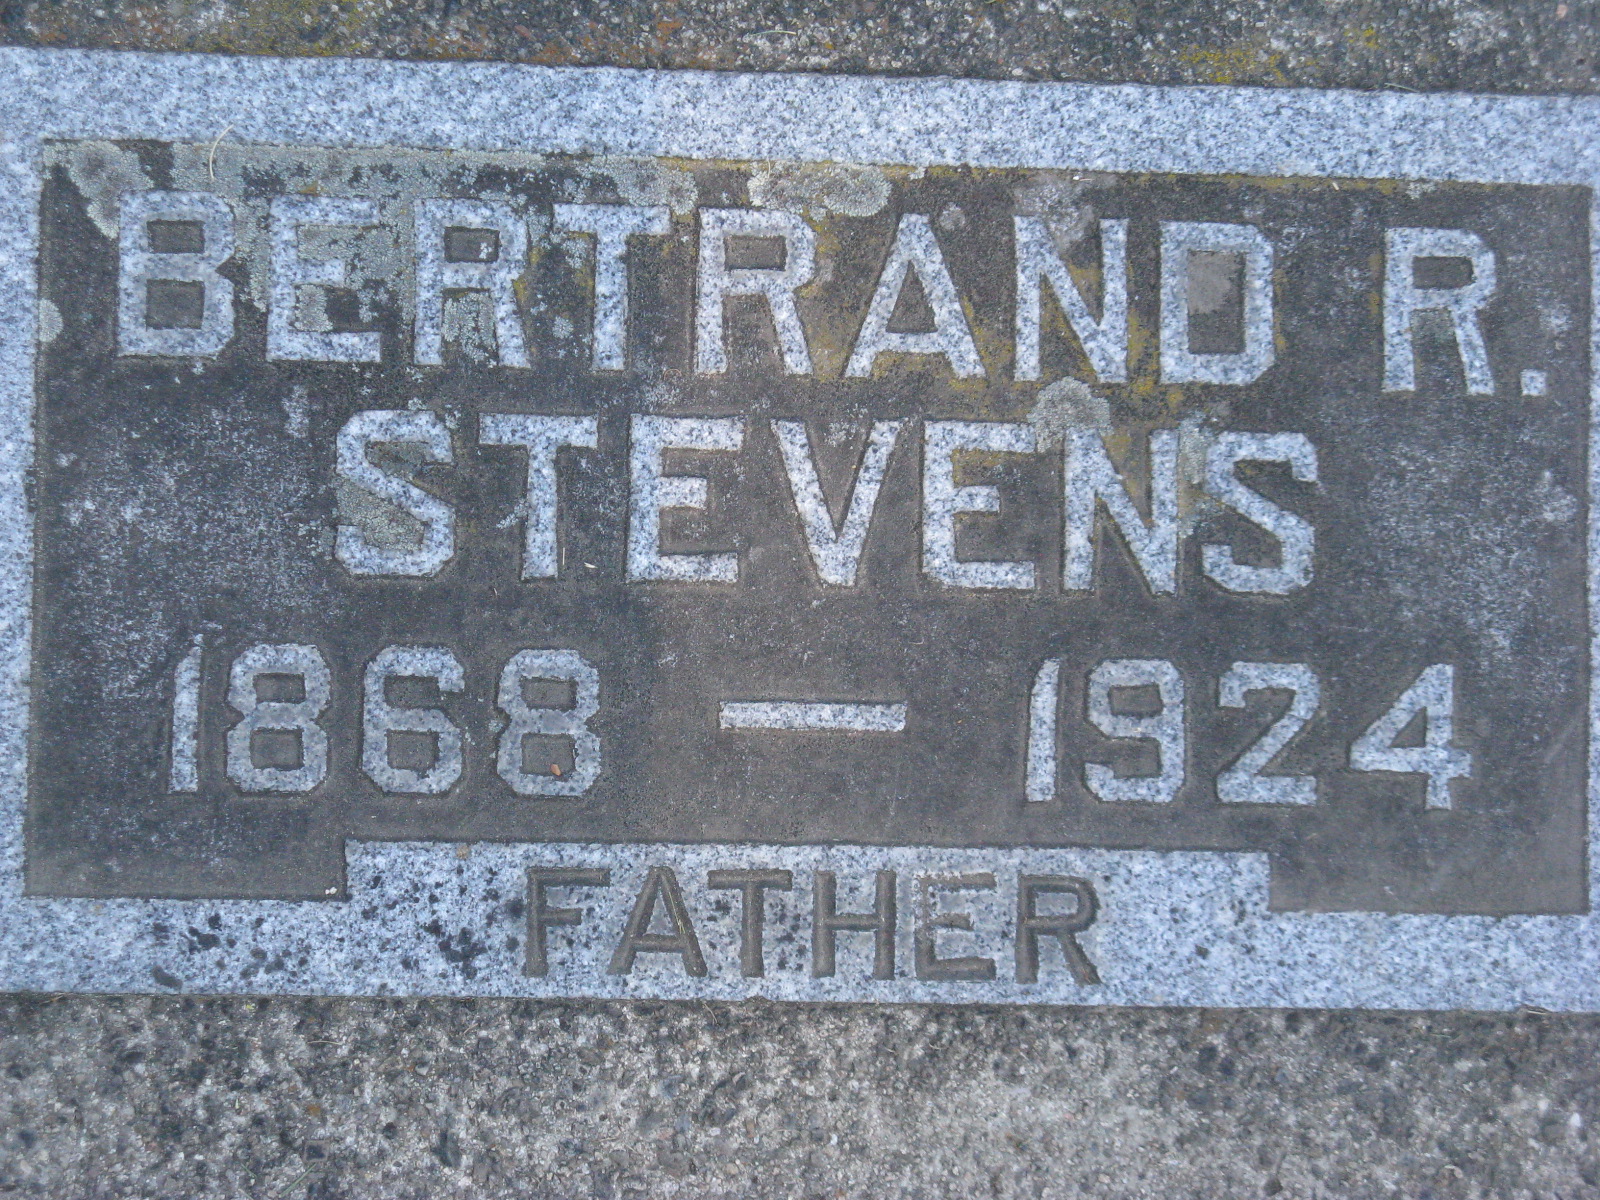 BERTRAND R.
STEVENS
1868 — 1924
FATHER